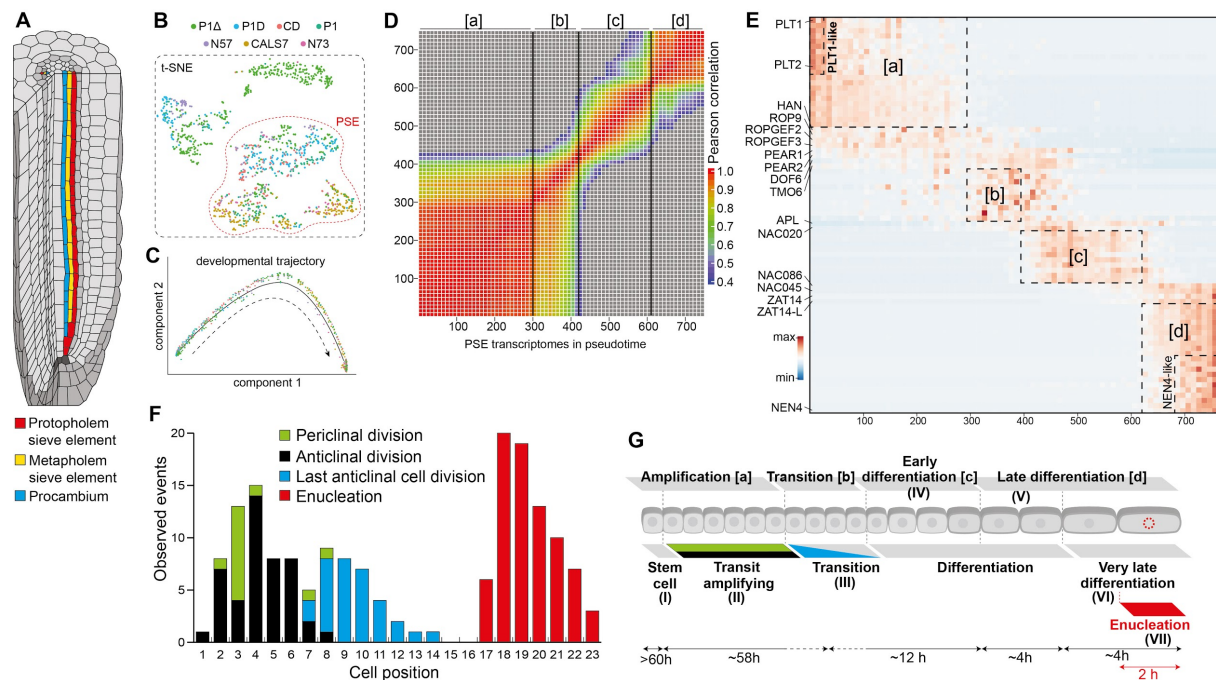 A
Protopholem
sieve element
Metapholem
sieve element
Procambium
B
P1Δ P1D CD P1
N57 CALS7 N73
t-SNE
PSE
C
developmental trajectory
component 2
component 1
D
[a] [b] [c] [d]
700
600
500
400
300
200
100
100 200 300 400 500 600 700
PSE transcriptomes in pseudotime
Pearson correlation
1.0
0.9
0.8
0.7
0.6
0.5
0.4
E
PLT1
PLT2
HAN
ROP9
ROPGEF2
ROPGEF3
PEAR1
PEAR2
DOF6
TMO6
APL
NAC020
NAC086
NAC045
ZAT14
ZAT14-L
NEN4
max
min
PLT1-like
[a]
[b]
[c]
[d]
NEN4-like
100 200 300 400 500 600 700
F
Periclinal division
Anticlinal division
Last anticlinal cell division
Enucleation
Observed events
20
15
10
5
0
1 2 3 4 5 6 7 8 9 10 11 12 13 14 15 16 17 18 19 20 21 22 23
Cell position
G
Amplification [a] Transition [b] Early
differentiation [c]
(IV)
Late differentiation [d]
(V)
Stem
cell
(I)
Transit
amplifying
(II)
Transition
(III)
Differentiation
Very late
differentiation
(VI)
Enucleation
(VII)
>60h ~58h ~12 h ~4h ~4h
2 h